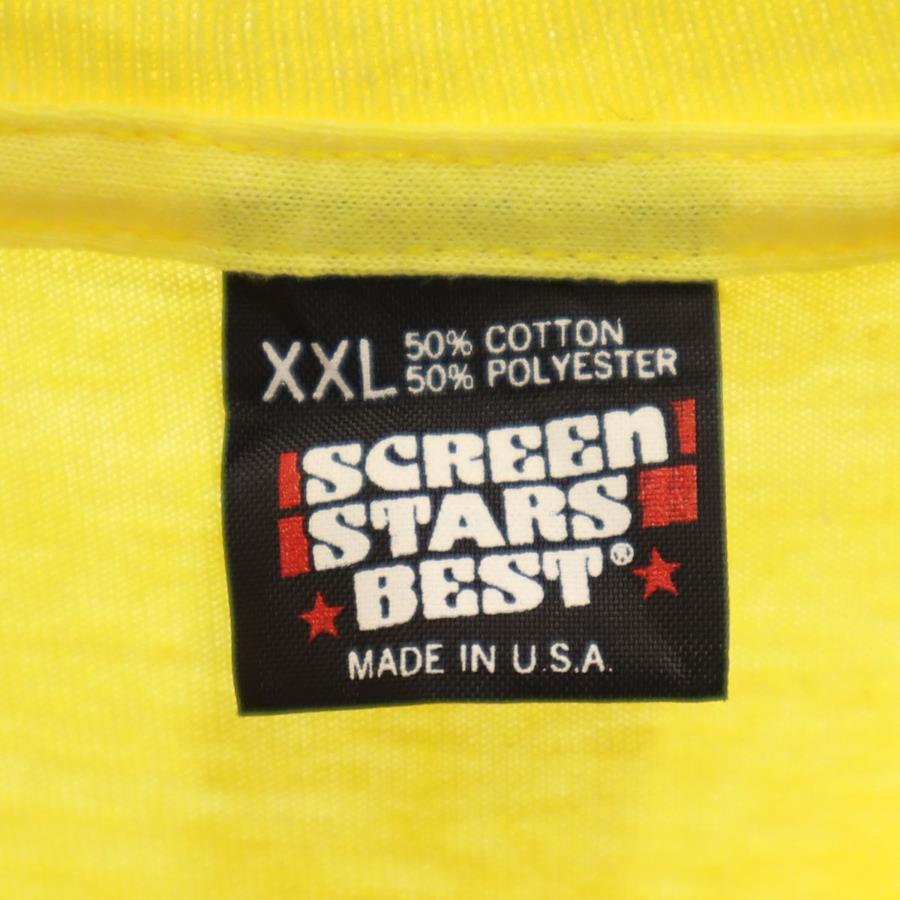 XXL 50% COTTON
50% POLYESTER
SCREEN
STARS
BEST®
MADE IN U.S.A.